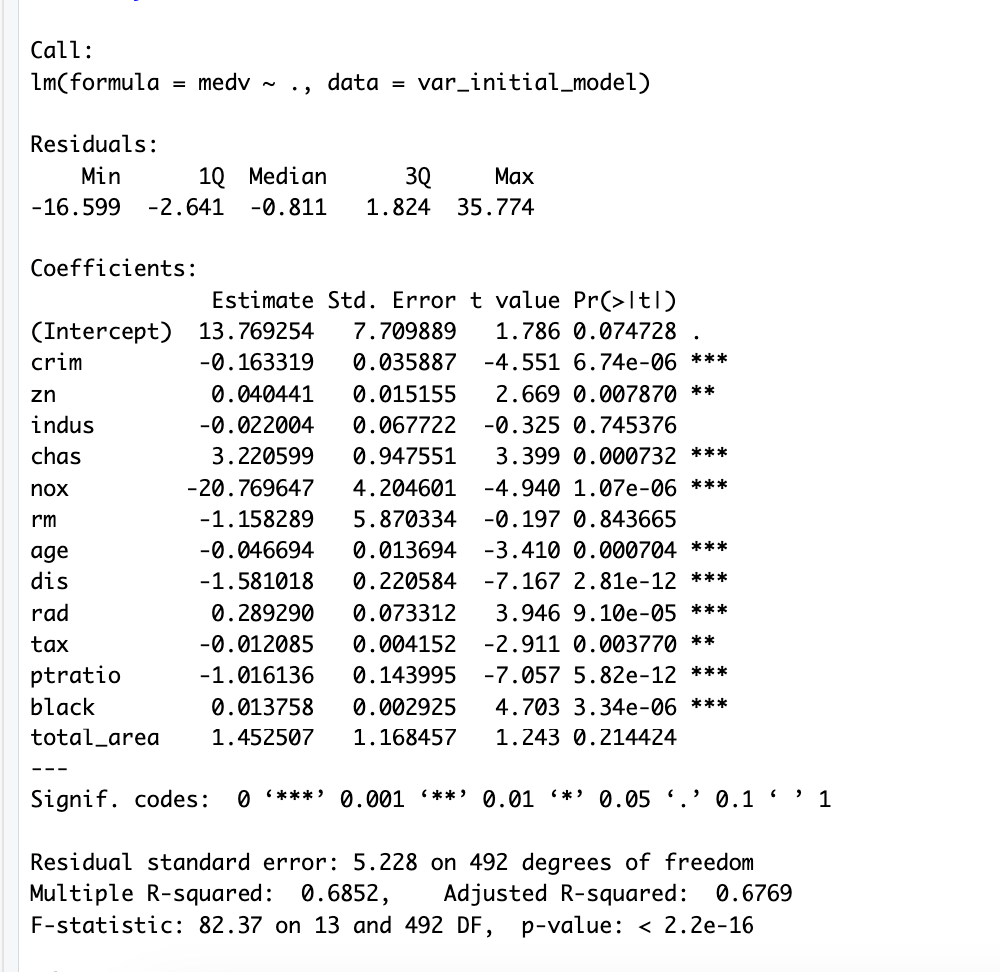 Call:
lm(formula = medv ~ ., data = var_initial_model)
Residuals:
    Min      1Q  Median      3Q     Max
-16.599  -2.641  -0.811   1.824  35.774
Coefficients:
              Estimate Std. Error t value Pr(>|t|)
(Intercept)  13.769254   7.709889   1.786 0.074728 .
crim         -0.163319   0.035887  -4.551 6.74e-06 ***
zn            0.040441   0.015155   2.669 0.007870 **
indus        -0.022004   0.067722  -0.325 0.745376
chas          3.220599   0.947551   3.399 0.000732 ***
nox         -20.769647   4.204601  -4.940 1.07e-06 ***
rm           -1.158289   5.870334  -0.197 0.843665
age          -0.046694   0.013694  -3.410 0.000704 ***
dis          -1.581018   0.220584  -7.167 2.81e-12 ***
rad           0.289290   0.073312   3.946 9.10e-05 ***
tax          -0.012085   0.004152  -2.911 0.003770 **
ptratio      -1.016136   0.143995  -7.057 5.82e-12 ***
black         0.013758   0.002925   4.703 3.34e-06 ***
total_area    1.452507   1.168457   1.243 0.214424
---
Signif. codes:  0 ‘***’ 0.001 ‘**’ 0.01 ‘*’ 0.05 ‘.’ 0.1 ‘ ’ 1
Residual standard error: 5.228 on 492 degrees of freedom
Multiple R-squared:  0.6852,    Adjusted R-squared:  0.6769
F-statistic: 82.37 on 13 and 492 DF,  p-value: < 2.2e-16